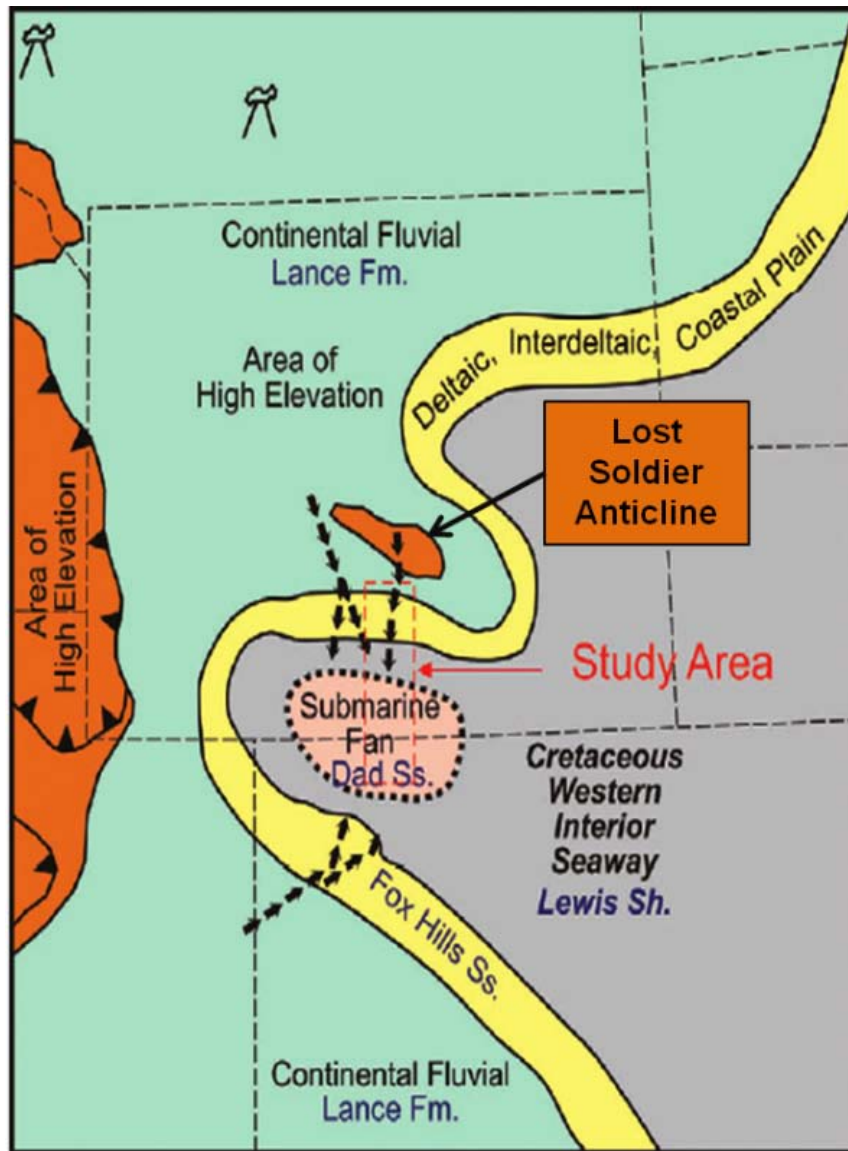 Continental Fluvial
Lance Fm.
Area of
High Elevation
Deltaic, Interdeltaic, Coastal Plain
Lost
Soldier
Anticline
Area of
High Elevation
Study Area
Submarine
Fan
Dad Ss.
Cretaceous
Western
Interior
Seaway
Lewis Sh.
Fox Hills Ss.
Continental Fluvial
Lance Fm.